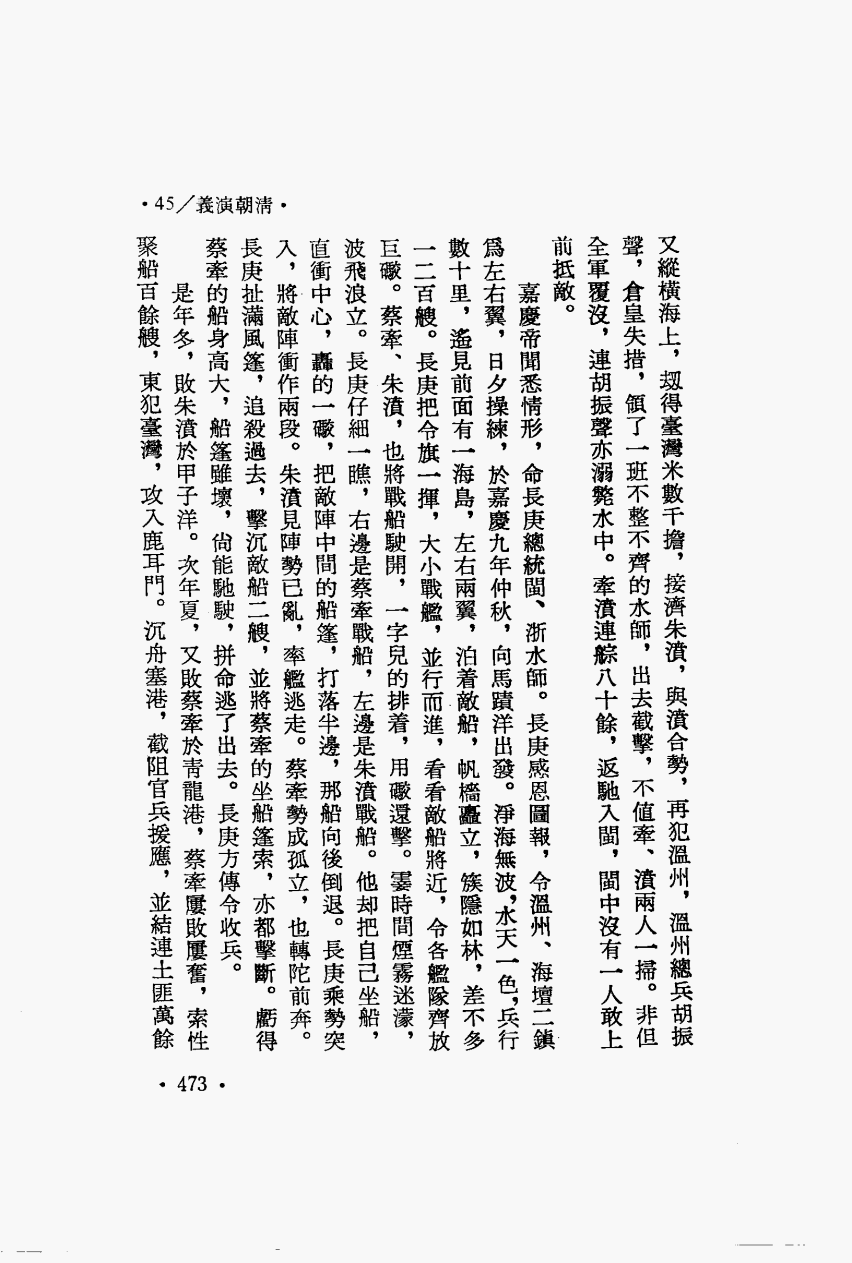 ·45／義演朝清·
又縱橫海上，刼得臺灣米數千擔，接濟朱濆，與濆合勢，再犯溫州，溫州總兵胡振
聲，倉皇失措，領了一班不整不齊的水師，出去截擊，不值牽、濆兩人一掃。非但
全軍覆沒，連胡振聲亦溺斃水中。牽濆連䑸八十餘，返馳入閩，閩中沒有一人敢上
前抵敵。
嘉慶帝聞悉情形，命長庚總統閩、浙水師。長庚感恩圖報，令溫州、海壇二鎮
爲左右翼，日夕操練，於嘉慶九年仲秋，向馬蹟洋出發。淨海無波，水天一色，兵行
數十里，遙見前面有一海島，左右兩翼，泊着敵船，帆檣矗立，簇隱如林，差不多
一二百艘。長庚把令旗一揮，大小戰艦，並行而進，看看敵船將近，令各艦隊齊放
巨礮。蔡牽、朱濆，也將戰船駛開，一字兒的排着，用礮還擊。霎時間煙霧迷濛，
波飛浪立。長庚仔細一瞧，右邊是蔡牽戰船，左邊是朱濆戰船。他却把自己坐船，
直衝中心，轟的一礮，把敵陣中間的船篷，打落半邊，那船向後倒退。長庚乘勢突
入，將敵陣衝作兩段。朱濆見陣勢已亂，率艦逃走。蔡牽勢成孤立，也轉陀前奔。
長庚扯滿風篷，追殺過去，擊沉敵船二艘，並將蔡牽的坐船篷索，亦都擊斷。虧得
蔡牽的船身高大，船篷雖壞，尙能馳駛，拼命逃了出去。長庚方傳令收兵。
是年冬，敗朱濆於甲子洋。次年夏，又敗蔡牽於青龍港，蔡牽屢敗屢奮，索性
聚船百餘艘，東犯臺灣，攻入鹿耳門。沉舟塞港，截阻官兵援應，並結連土匪萬餘
·473·